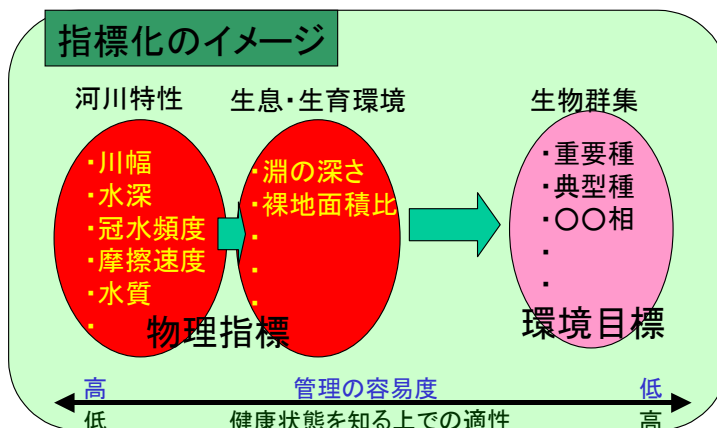 指標化のイメージ
河川特性
・川幅
・水深
・冠水頻度
・摩擦速度
・水質
・
生息・生育環境
・淵の深さ
・裸地面積比
・
・
・
物理指標
生物群集
・重要種
・典型種
・〇〇相
・
・
環境目標
高 管理の容易度 低
低 健康状態を知る上での適性 高